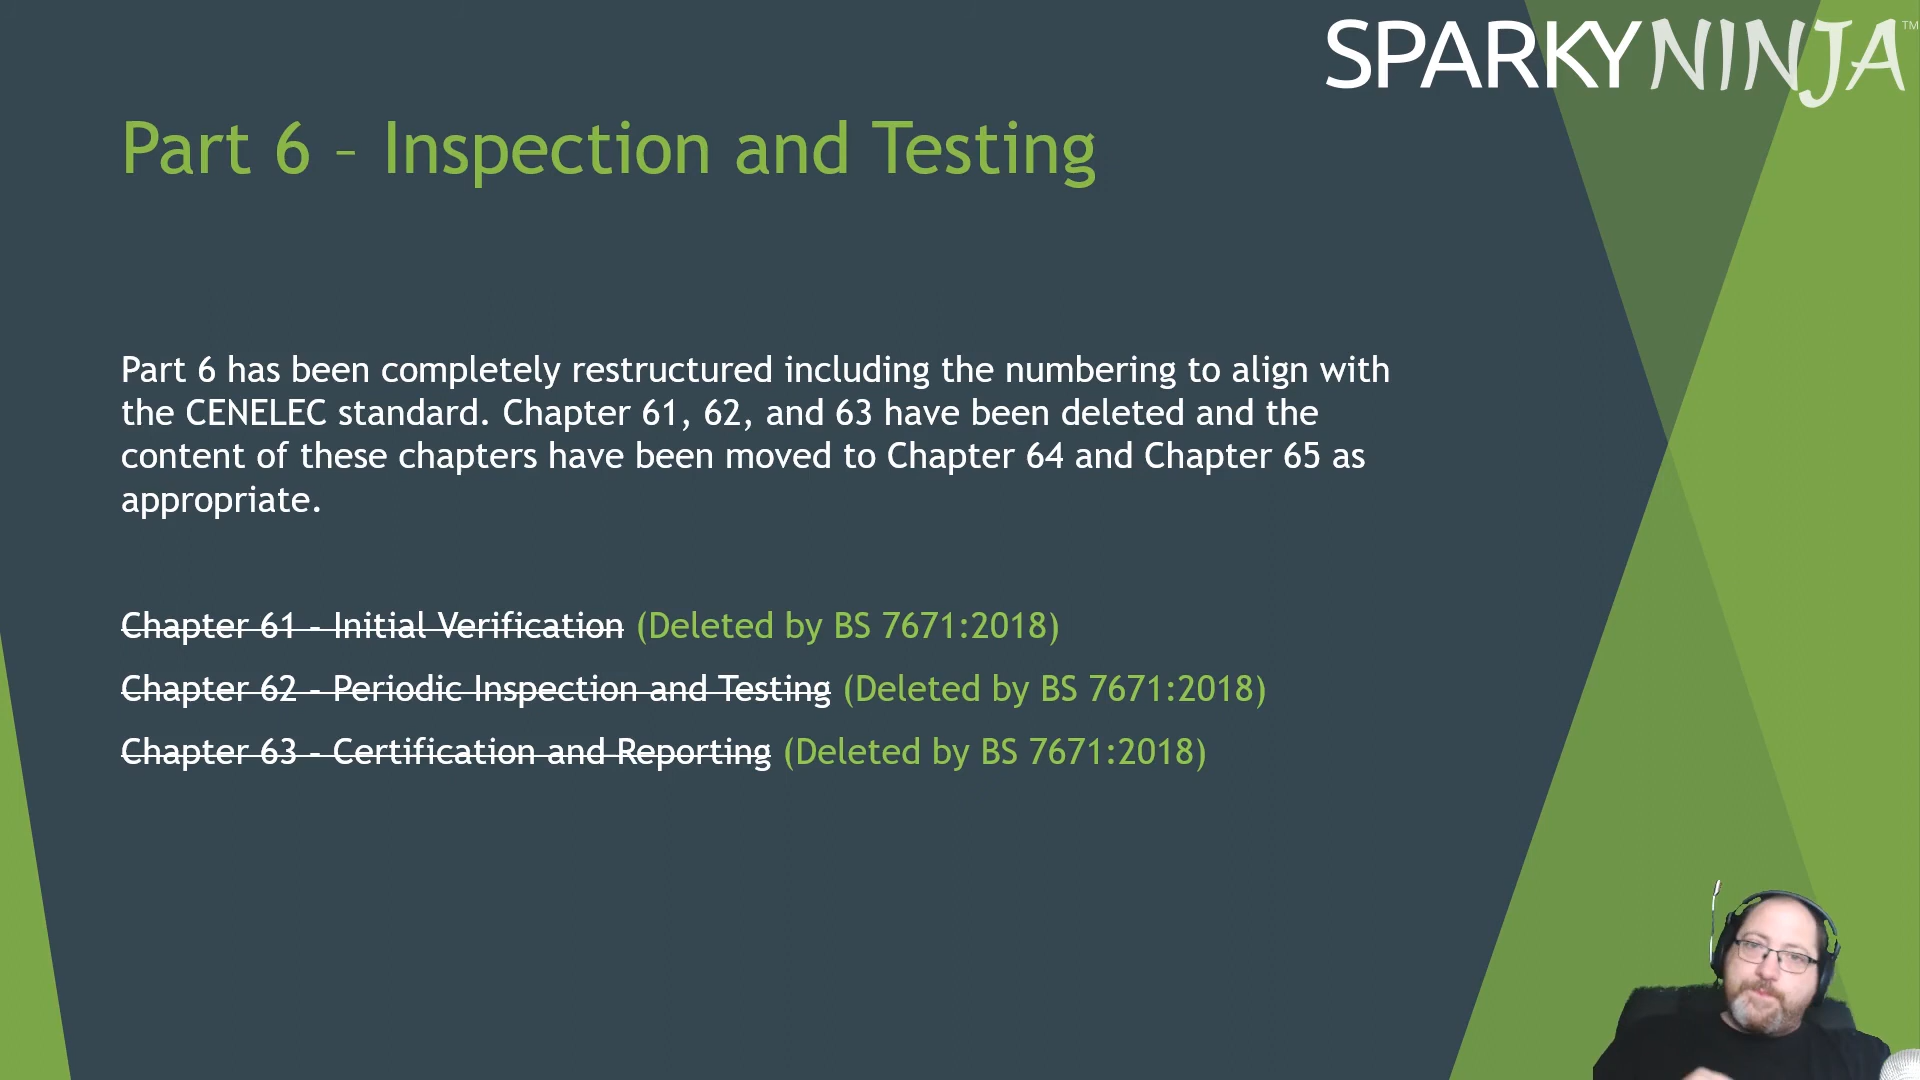 SPARKYNINJA™
Part 6 – Inspection and Testing
Part 6 has been completely restructured including the numbering to align with
the CENELEC standard. Chapter 61, 62, and 63 have been deleted and the
content of these chapters have been moved to Chapter 64 and Chapter 65 as
appropriate.
Chapter 61 – Initial Verification (Deleted by BS 7671:2018)
Chapter 62 – Periodic Inspection and Testing (Deleted by BS 7671:2018)
Chapter 63 – Certification and Reporting (Deleted by BS 7671:2018)